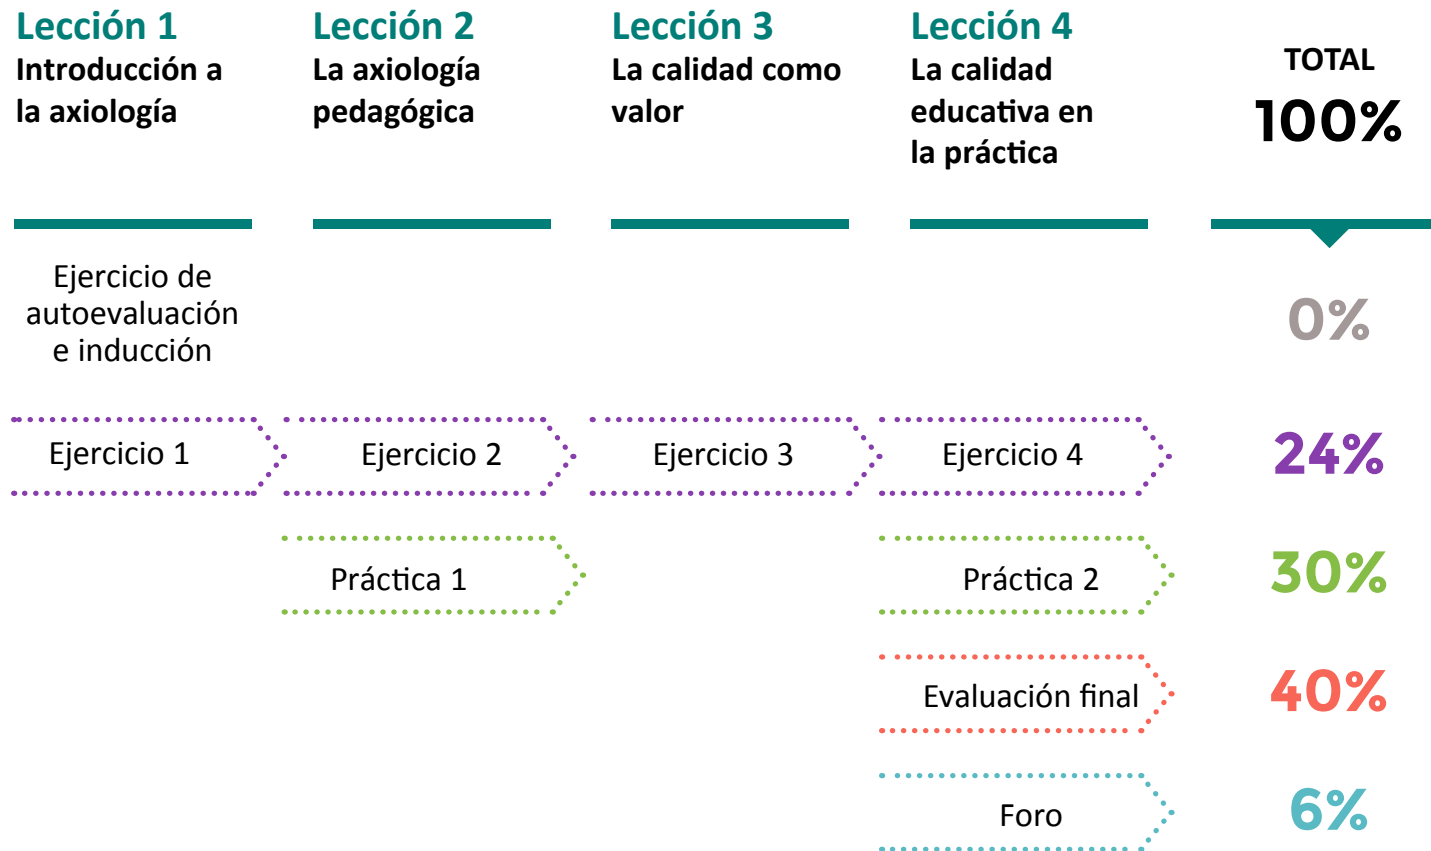 Lección 1
Introducción a
la axiología
Lección 2
La axiología
pedagógica
Lección 3
La calidad como
valor
Lección 4
La calidad
educativa en
la práctica
TOTAL
100%
Ejercicio de
autoevaluación
e inducción
0%
Ejercicio 1
Ejercicio 2
Ejercicio 3
Ejercicio 4
24%
Práctica 1
Práctica 2
30%
Evaluación final
40%
Foro
6%